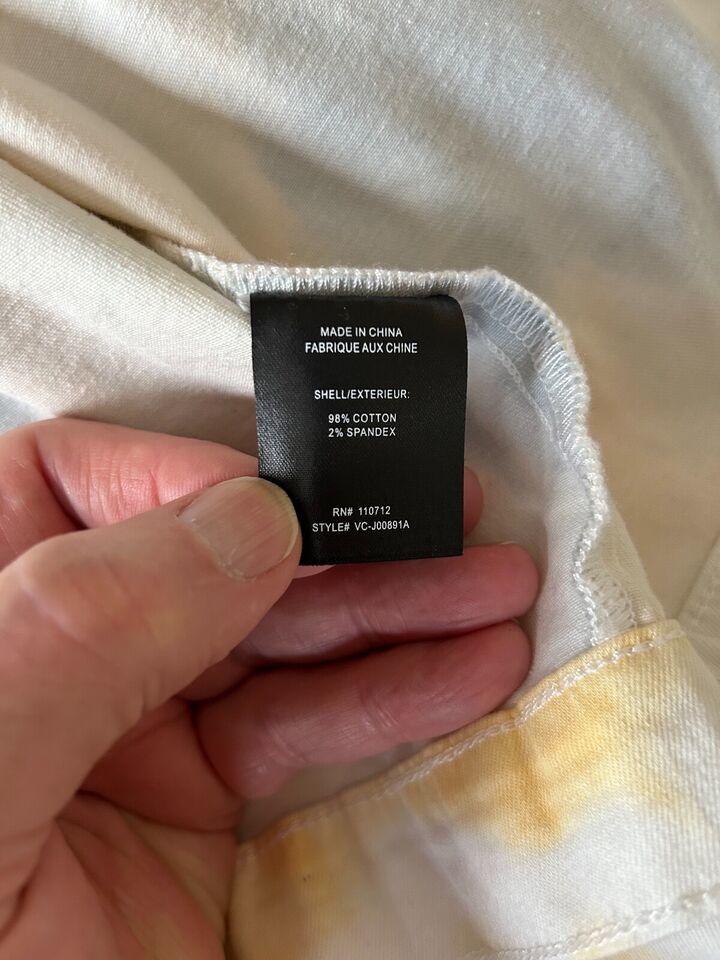 MADE IN CHINA
FABRIQUE AUX CHINE
SHELL/EXTERIEUR:
98% COTTON
2% SPANDEX
RN# 110712
STYLE# VC-J00891A